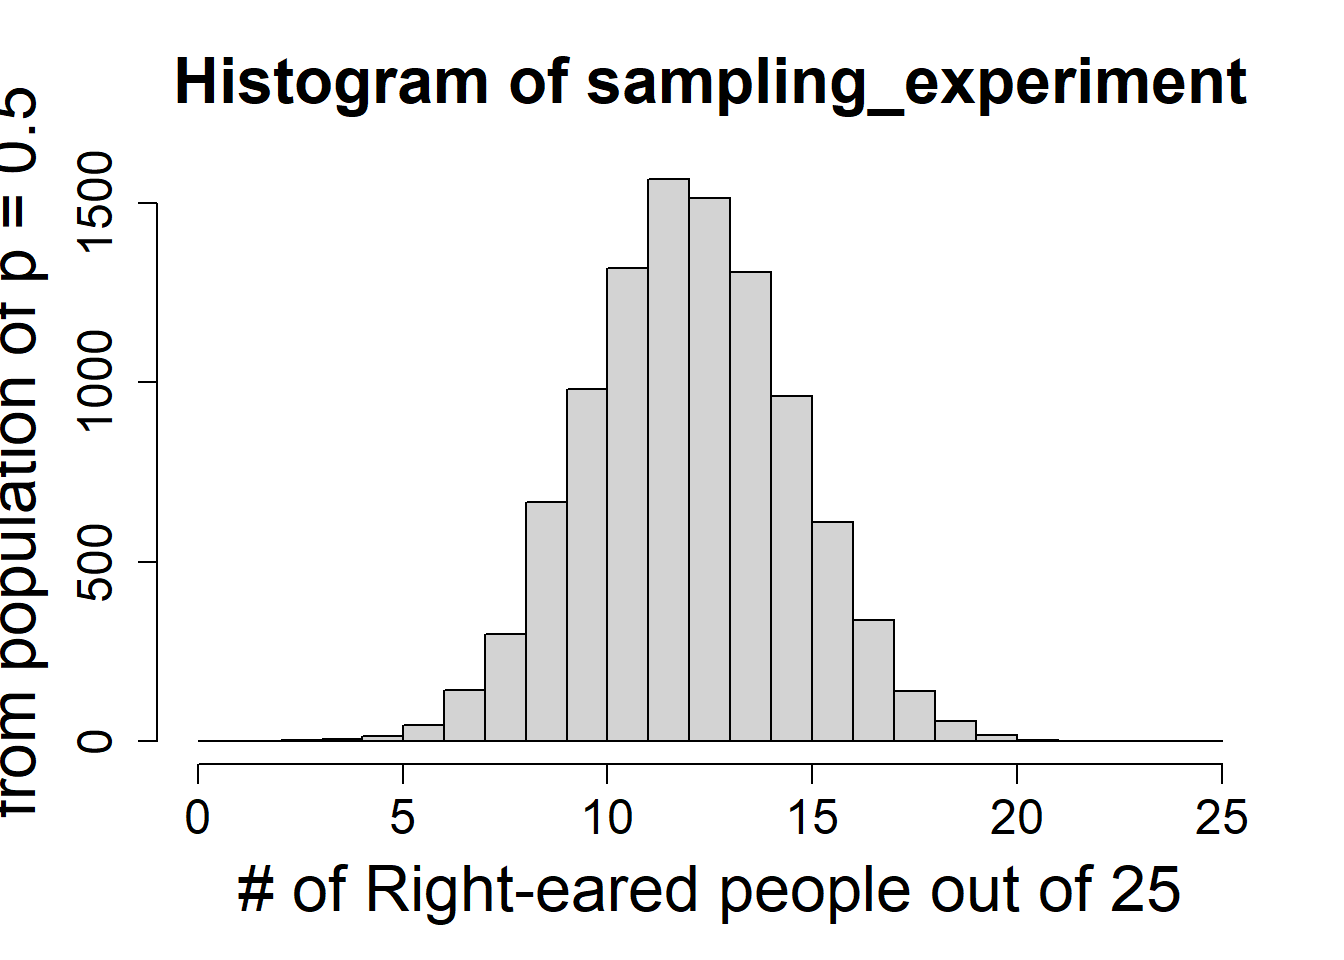 Histogram of sampling_experiment
from population of p = 0.5
1500
1000
500
0
0 5 10 15 20 25
# of Right-eared people out of 25